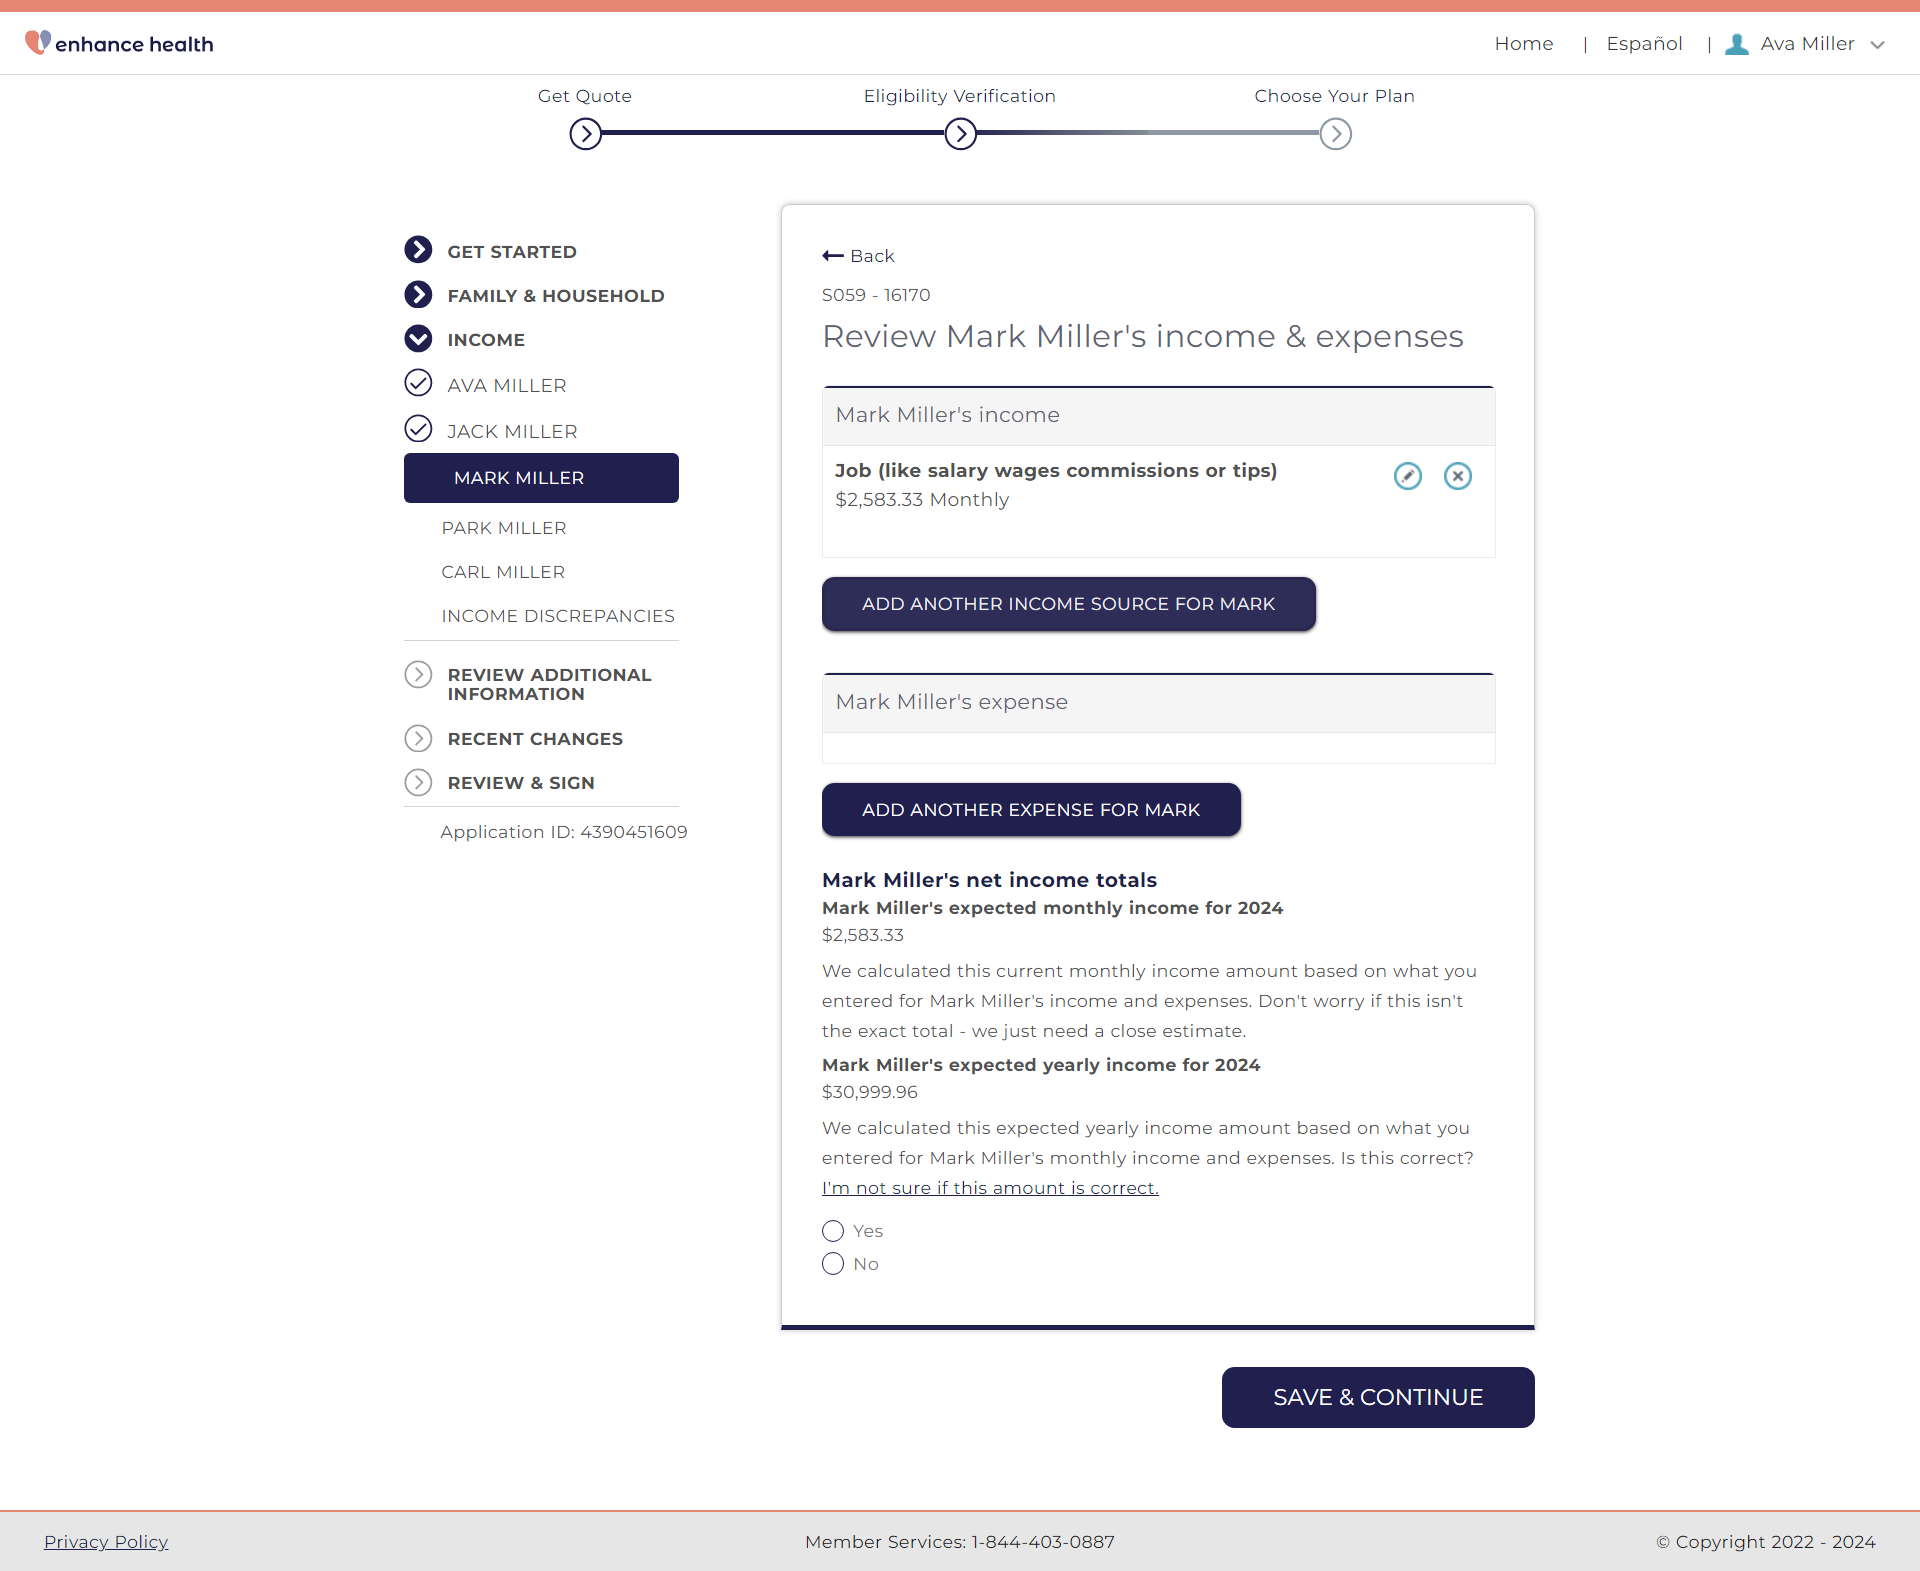 enhance health
Home | Español | Ava Miller
Get Quote
Eligibility Verification
Choose Your Plan
GET STARTED
FAMILY & HOUSEHOLD
INCOME
AVA MILLER
JACK MILLER
MARK MILLER
PARK MILLER
CARL MILLER
INCOME DISCREPANCIES
REVIEW ADDITIONAL
INFORMATION
RECENT CHANGES
REVIEW & SIGN
Application ID: 4390451609
Back
S059 - 16170
Review Mark Miller's income & expenses
Mark Miller's income
Job (like salary wages commissions or tips)
$2,583.33 Monthly
ADD ANOTHER INCOME SOURCE FOR MARK
Mark Miller's expense
ADD ANOTHER EXPENSE FOR MARK
Mark Miller's net income totals
Mark Miller's expected monthly income for 2024
$2,583.33
We calculated this current monthly income amount based on what you
entered for Mark Miller's income and expenses. Don't worry if this isn't
the exact total - we just need a close estimate.
Mark Miller's expected yearly income for 2024
$30,999.96
We calculated this expected yearly income amount based on what you
entered for Mark Miller's monthly income and expenses. Is this correct?
I'm not sure if this amount is correct.
Yes
No
SAVE & CONTINUE
Privacy Policy
Member Services: 1-844-403-0887
© Copyright 2022 - 2024